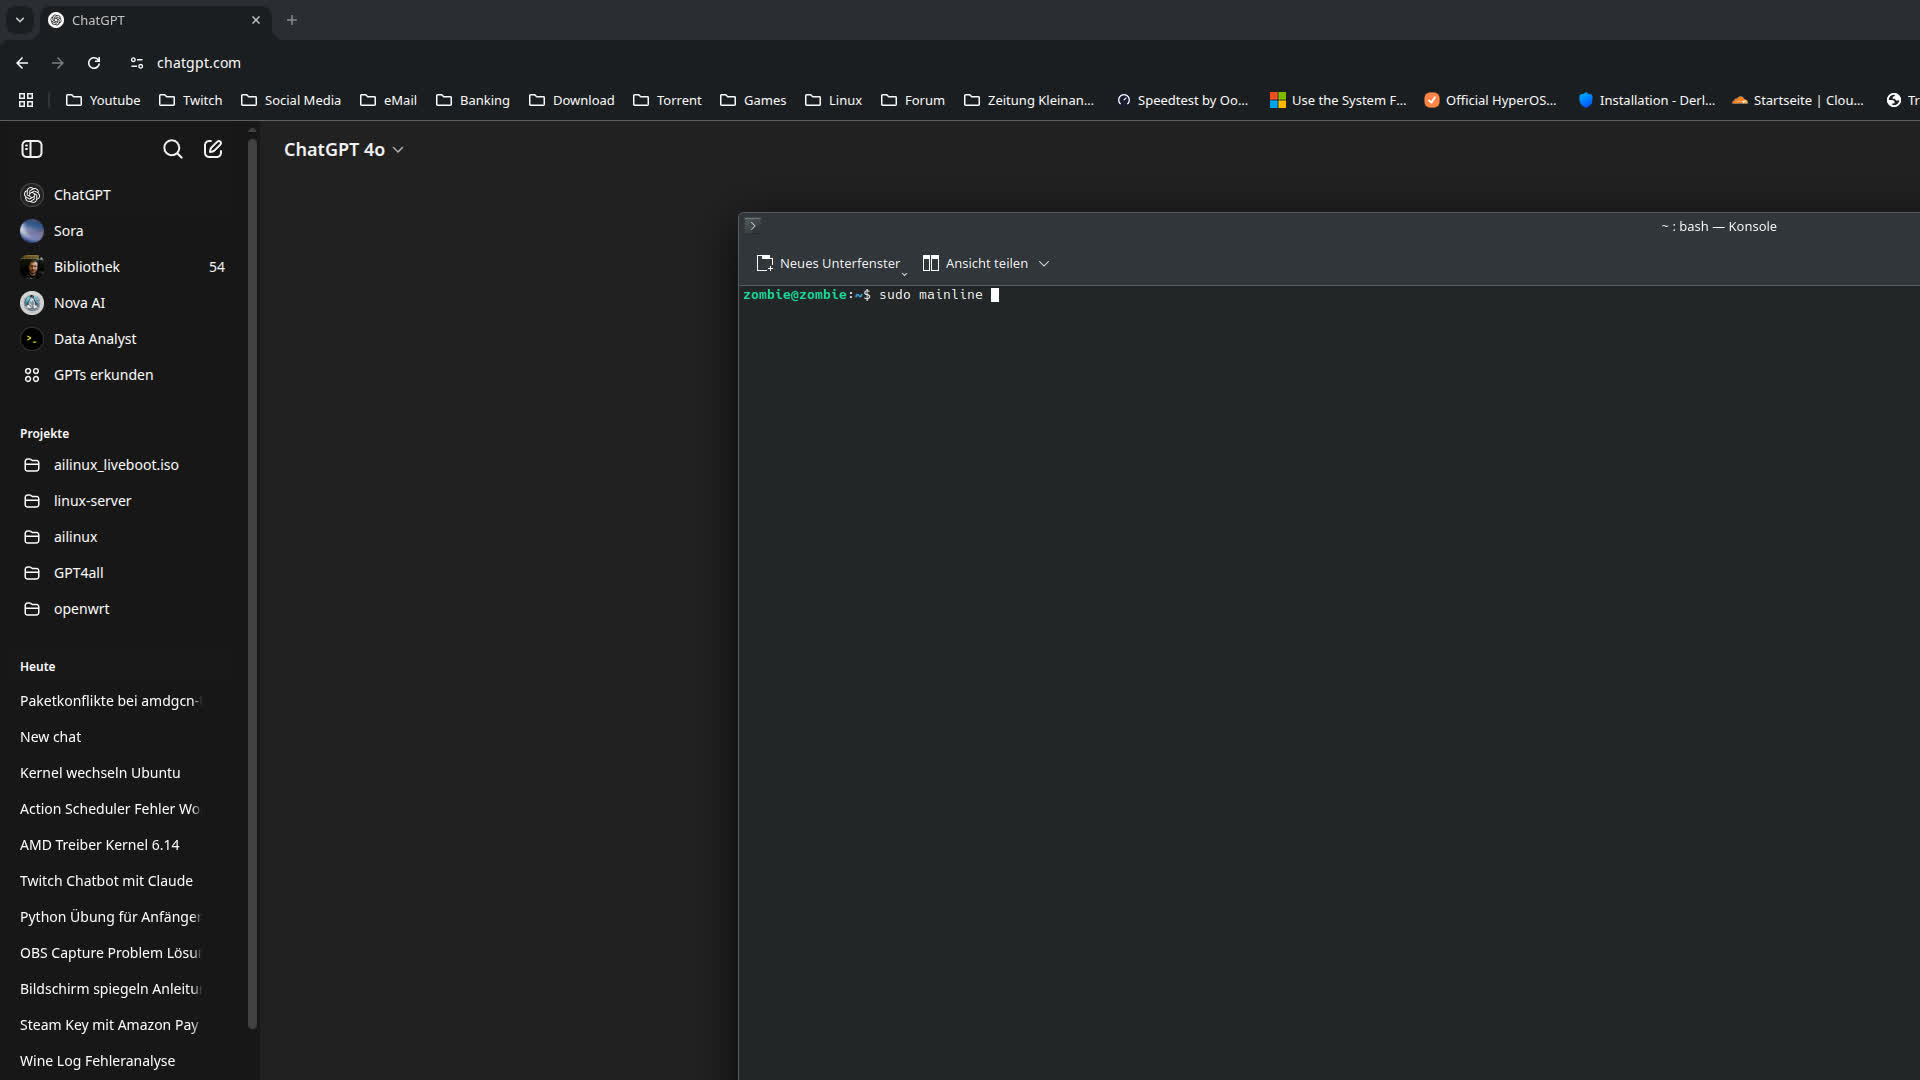 ChatGPT
chatgpt.com
Youtube Twitch Social Media eMail Banking Download Torrent Games Linux Forum Zeitung Kleinan... Speedtest by Oo... Use the System F... Official HyperOS... Installation - Derl... Startseite | Clou... Tr
ChatGPT 4o
ChatGPT
Sora
Bibliothek 54
Nova AI
Data Analyst
GPTs erkunden
Projekte
ailinux_liveboot.iso
linux-server
ailinux
GPT4all
openwrt
Heute
Paketkonflikte bei amdgcn-
New chat
Kernel wechseln Ubuntu
Action Scheduler Fehler Wo
AMD Treiber Kernel 6.14
Twitch Chatbot mit Claude
Python Übung für Anfänger
OBS Capture Problem Lösu
Bildschirm spiegeln Anleitu
Steam Key mit Amazon Pay
Wine Log Fehleranalyse
~ : bash — Konsole
Neues Unterfenster Ansicht teilen
zombie@zombie:~$ sudo mainline